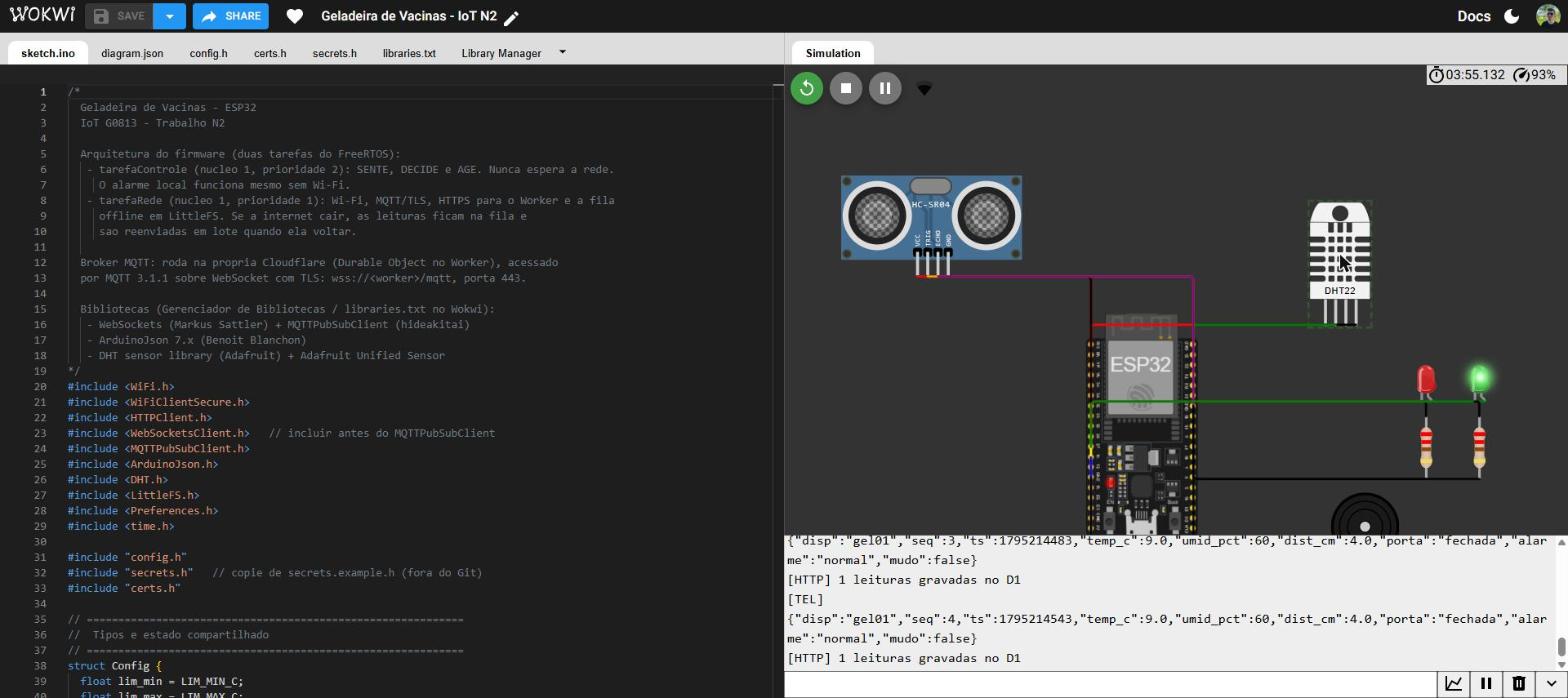 WOKWI
SAVE
SHARE
Geladeira de Vacinas - IoT N2
Docs
sketch.ino
diagram.json
config.h
certs.h
secrets.h
libraries.txt
Library Manager
Simulation
1 /*
2 Geladeira de Vacinas - ESP32
3 IoT G0813 - Trabalho N2
4
5 Arquitetura do firmware (duas tarefas do FreeRTOS):
6 - tarefaControle (nucleo 1, prioridade 2): SENTE, DECIDE e AGE. Nunca espera a rede.
7 O alarme local funciona mesmo sem Wi-Fi.
8 - tarefaRede (nucleo 1, prioridade 1): Wi-Fi, MQTT/TLS, HTTPS para o Worker e a fila
9 offline em LittleFS. Se a internet cair, as leituras ficam na fila e
10 sao reenviadas em lote quando ela voltar.
11
12 Broker MQTT: roda na propria Cloudflare (Durable Object no Worker), acessado
13 por MQTT 3.1.1 sobre WebSocket com TLS: wss://<worker>/mqtt, porta 443.
14
15 Bibliotecas (Gerenciador de Bibliotecas / libraries.txt no Wokwi):
16 - WebSockets (Markus Sattler) + MQTTPubSubClient (hideakitai)
17 - ArduinoJson 7.x (Benoit Blanchon)
18 - DHT sensor library (Adafruit) + Adafruit Unified Sensor
19 */
20 #include <WiFi.h>
21 #include <WiFiClientSecure.h>
22 #include <HTTPClient.h>
23 #include <WebSocketsClient.h> // incluir antes do MQTTPubSubClient
24 #include <MQTTPubSubClient.h>
25 #include <ArduinoJson.h>
26 #include <DHT.h>
27 #include <LittleFS.h>
28 #include <Preferences.h>
29 #include <time.h>
30
31 #include "config.h"
32 #include "secrets.h" // copie de secrets.example.h (fora do Git)
33 #include "certs.h"
34
35 // ============================================================
36 // Tipos e estado compartilhado
37 // ============================================================
38 struct Config {
39 float lim_min = LIM_MIN_C;
40 float lim_max = LIM_MAX_C;
03:55.132 93%
HC-SR04
VCC
TRIG
ECHO
GND
DHT22
ESP32
{"disp":"gel01","seq":3,"ts":1795214483,"temp_c":9.0,"umid_pct":60,"dist_cm":4.0,"porta":"fechada","alar
me":"normal","mudo":false}
[HTTP] 1 leituras gravadas no D1
[TEL]
{"disp":"gel01","seq":4,"ts":1795214543,"temp_c":9.0,"umid_pct":60,"dist_cm":4.0,"porta":"fechada","alar
me":"normal","mudo":false}
[HTTP] 1 leituras gravadas no D1